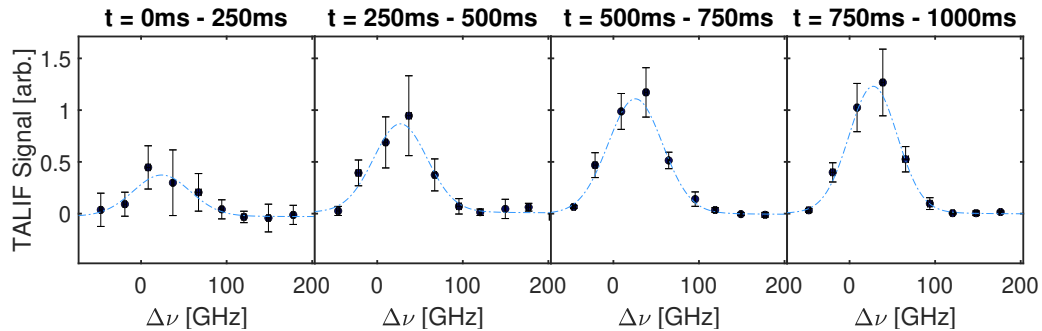 t = 0ms - 250ms t = 250ms - 500ms t = 500ms - 750ms t = 750ms - 1000ms
TALIF Signal [arb.]
1.5
1
0.5
0
0 100 200 0 100 200 0 100 200 0 100 200
Δν [GHz] Δν [GHz] Δν [GHz] Δν [GHz]